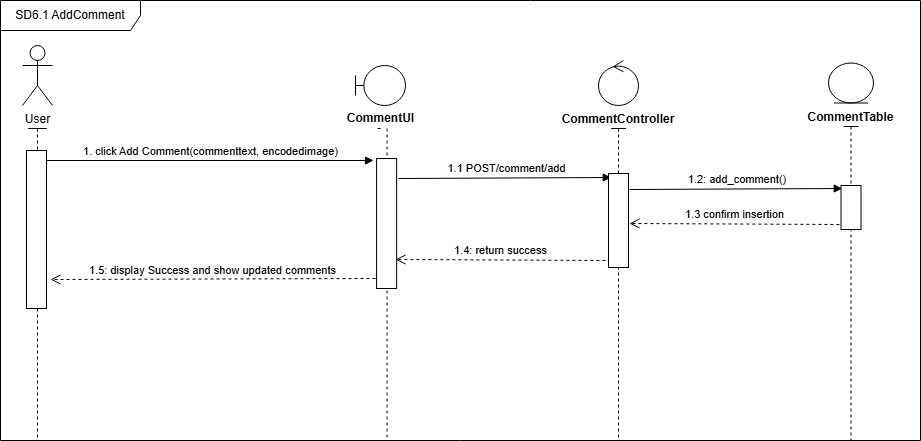 SD6.1 AddComment
User
CommentUI
CommentController
CommentTable
1. click Add Comment(commenttext, encodedimage)
1.1 POST/comment/add
1.2: add_comment()
1.3 confirm insertion
1.4: return success
1.5: display Success and show updated comments